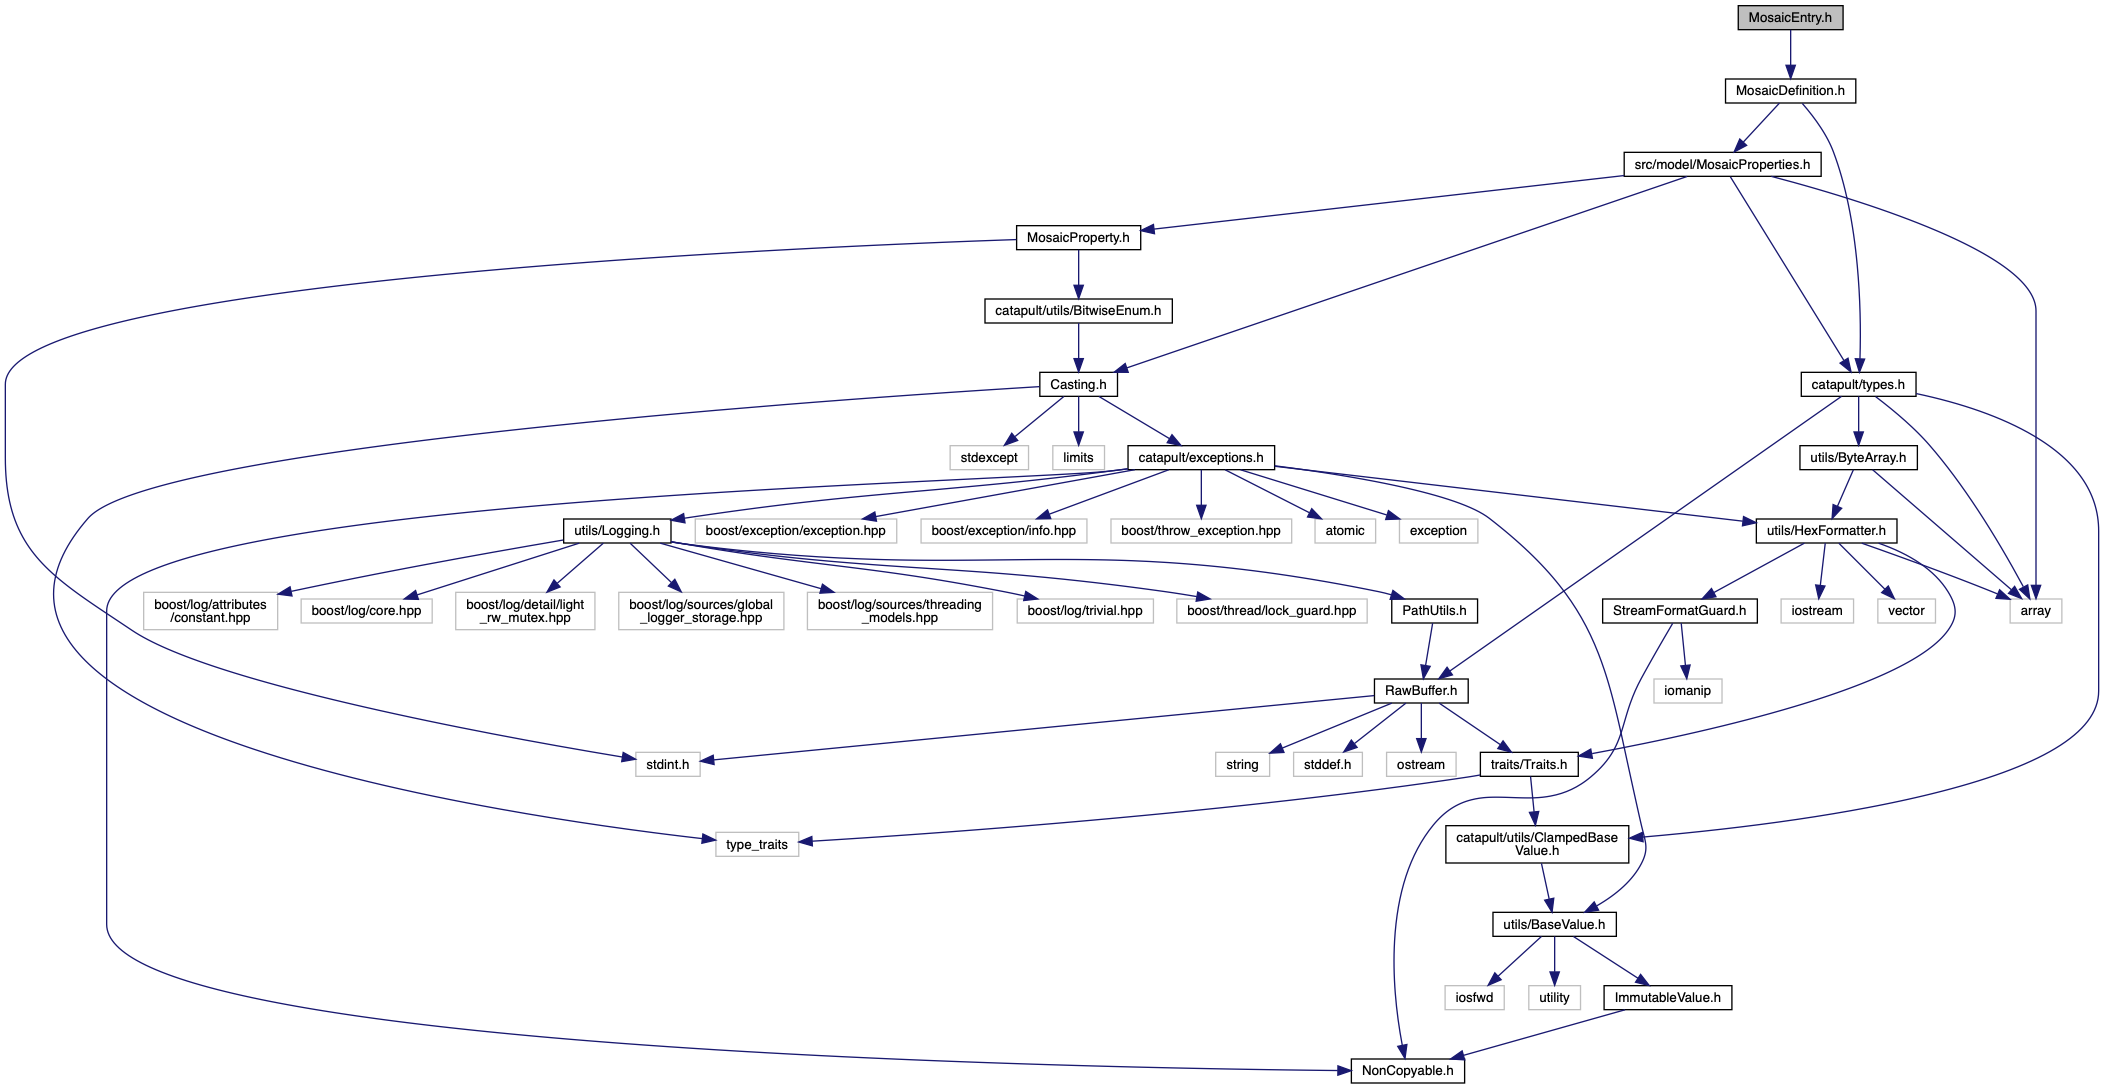 MosaicEntry.h
MosaicDefinition.h
src/model/MosaicProperties.h
MosaicProperty.h
catapult/utils/BitwiseEnum.h
Casting.h
catapult/types.h
stdexcept
limits
catapult/exceptions.h
utils/ByteArray.h
utils/Logging.h
boost/exception/exception.hpp
boost/exception/info.hpp
boost/throw_exception.hpp
atomic
exception
utils/HexFormatter.h
boost/log/attributes
/constant.hpp
boost/log/core.hpp
boost/log/detail/light
_rw_mutex.hpp
boost/log/sources/global
_logger_storage.hpp
boost/log/sources/threading
_models.hpp
boost/log/trivial.hpp
boost/thread/lock_guard.hpp
PathUtils.h
StreamFormatGuard.h
iostream
vector
array
RawBuffer.h
iomanip
stdint.h
string
stddef.h
ostream
traits/Traits.h
type_traits
catapult/utils/ClampedBase
Value.h
utils/BaseValue.h
iosfwd
utility
ImmutableValue.h
NonCopyable.h